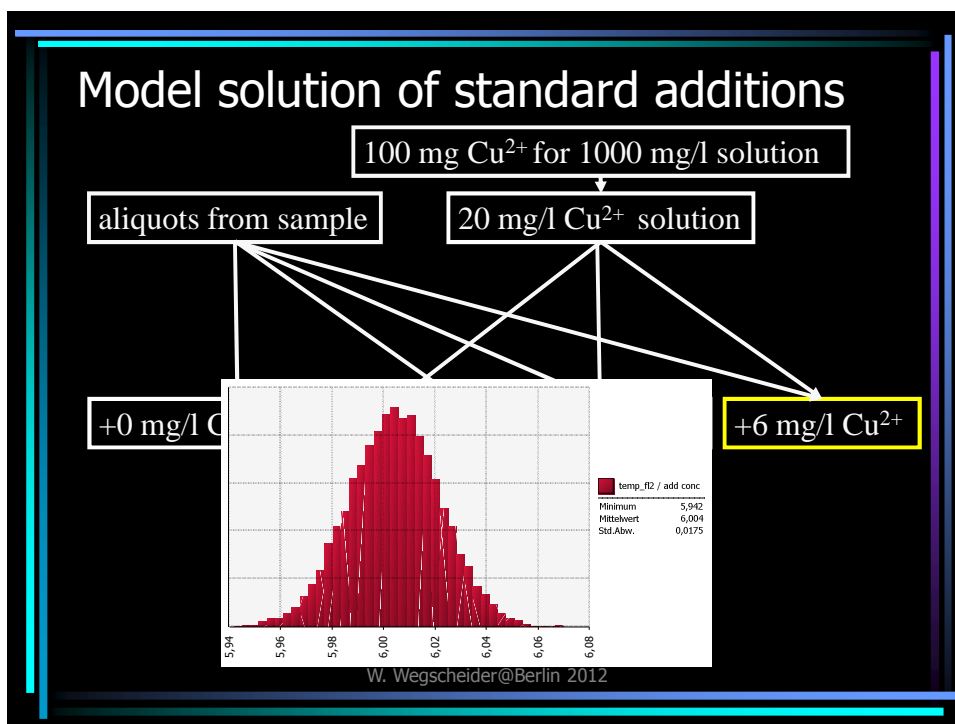 Model solution of standard additions
100 mg Cu²⁺ for 1000 mg/l solution
aliquots from sample
20 mg/l Cu²⁺ solution
+0 mg/l
+6 mg/l Cu²⁺
temp_fl2 / add conc
Minimum 5,942
Mittelwert 6,004
Std.Abw. 0,0175
5,94 5,96 5,98 6,00 6,02 6,04 6,06 6,08
W. Wegscheider@Berlin 2012